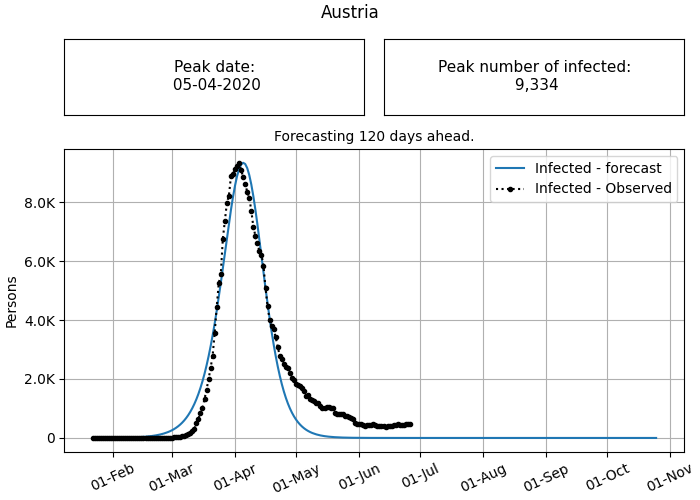 Austria
Peak date:
05-04-2020
Peak number of infected:
9,334
Forecasting 120 days ahead.
Infected - forecast
Infected - Observed
8.0K
6.0K
4.0K
2.0K
0
Persons
01-Feb
01-Mar
01-Apr
01-May
01-Jun
01-Jul
01-Aug
01-Sep
01-Oct
01-Nov